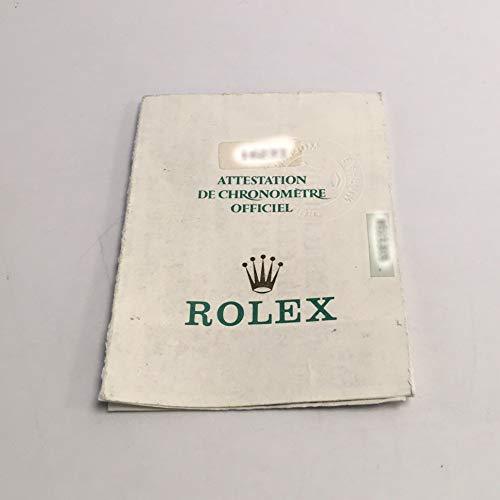 ATTESTATION
DE CHRONOMÈTRE
OFFICIEL
ROLEX